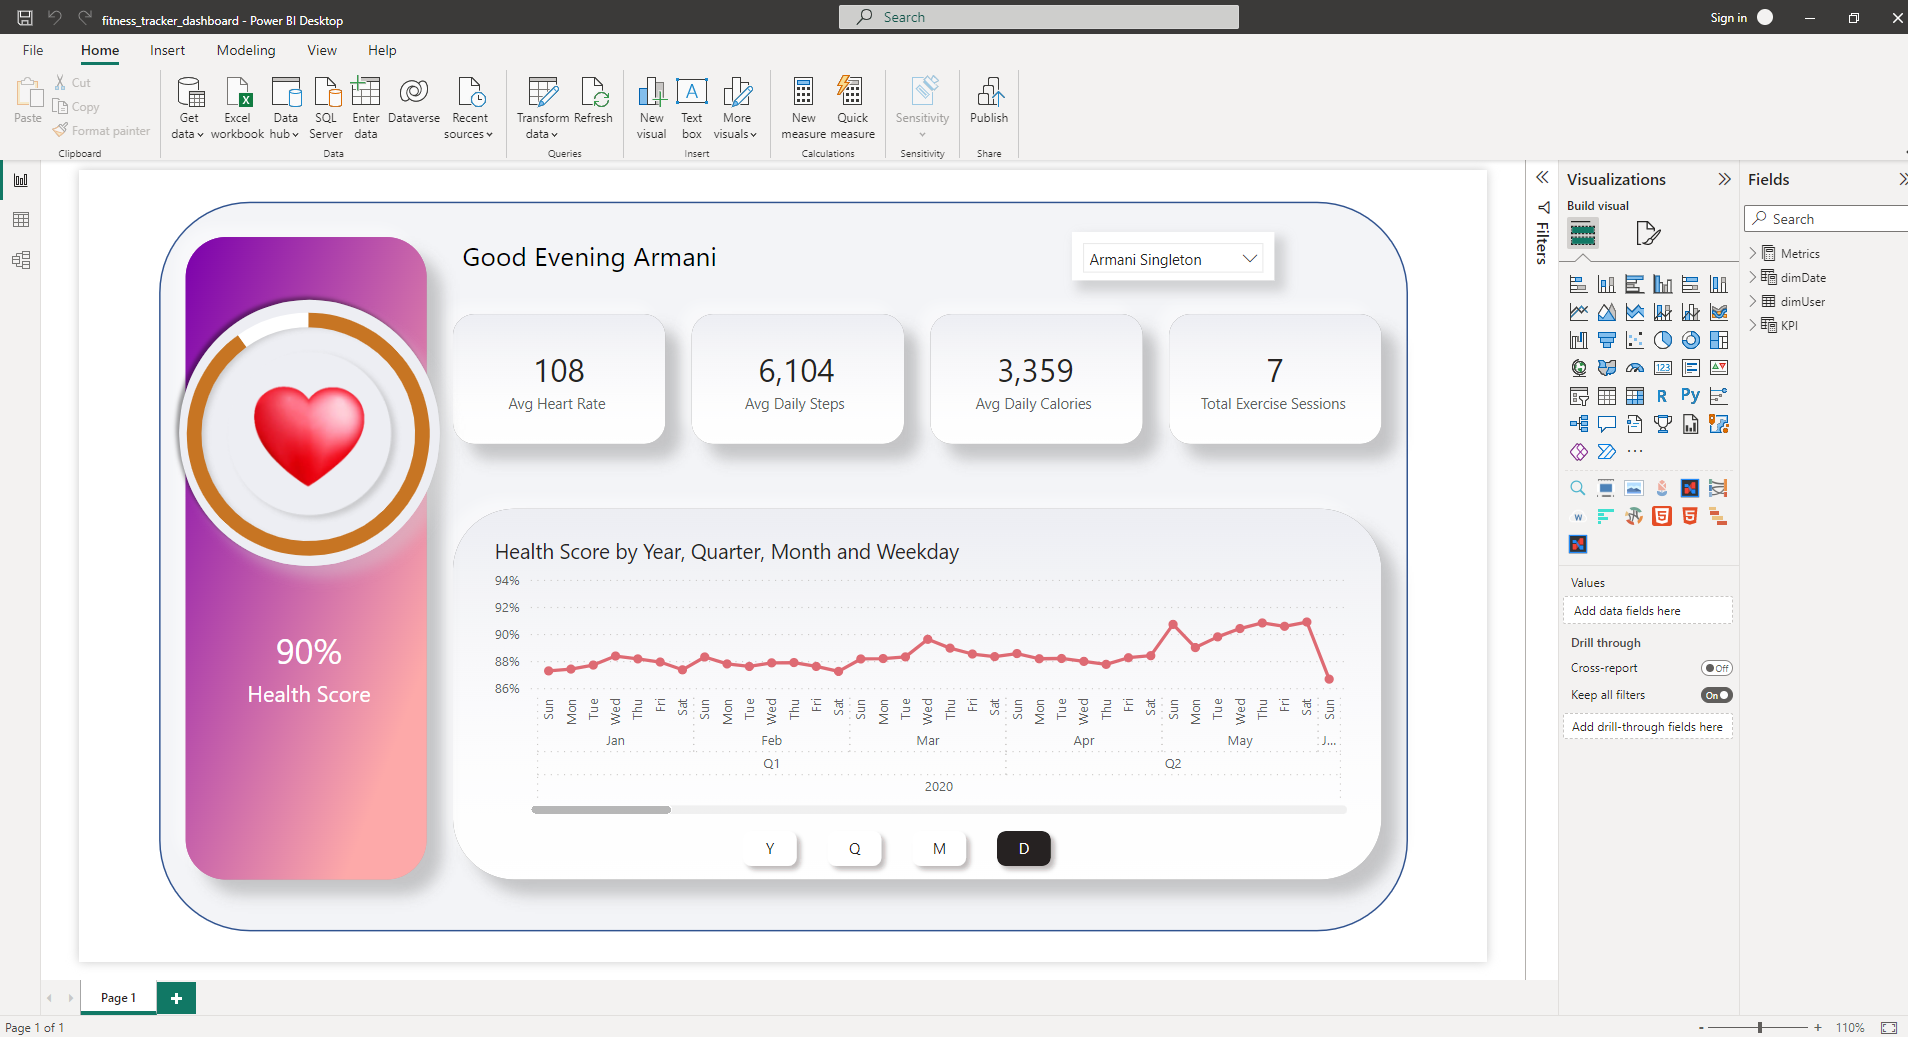 fitness_tracker_dashboard - Power BI Desktop
Search
Sign in
File Home Insert Modeling View Help
Paste
Cut
Copy
Format painter
Clipboard
Get data
Excel workbook
Data hub
SQL Server
Enter data
Dataverse
Recent sources
Data
Transform data
Refresh
Queries
New visual
Text box
More visuals
Insert
New measure
Quick measure
Calculations
Sensitivity
Sensitivity
Publish
Share
Good Evening Armani
Armani Singleton
108
Avg Heart Rate
6,104
Avg Daily Steps
3,359
Avg Daily Calories
7
Total Exercise Sessions
90%
Health Score
Health Score by Year, Quarter, Month and Weekday
94%
92%
90%
88%
86%
Sun Mon Tue Wed Thu Fri Sat Sun Mon Tue Wed Thu Fri Sat Sun Mon Tue Wed Thu Fri Sat Sun Mon Tue Wed Thu Fri Sat Sun Mon Tue Wed Thu Fri Sat Sun
Jan Feb Mar Apr May J...
Q1 Q2
2020
Y Q M D
Filters
Visualizations
Build visual
123
R Py
Values
Add data fields here
Drill through
Cross-report Off
Keep all filters On
Add drill-through fields here
Fields
Search
Metrics
dimDate
dimUser
KPI
Page 1
Page 1 of 1
110%